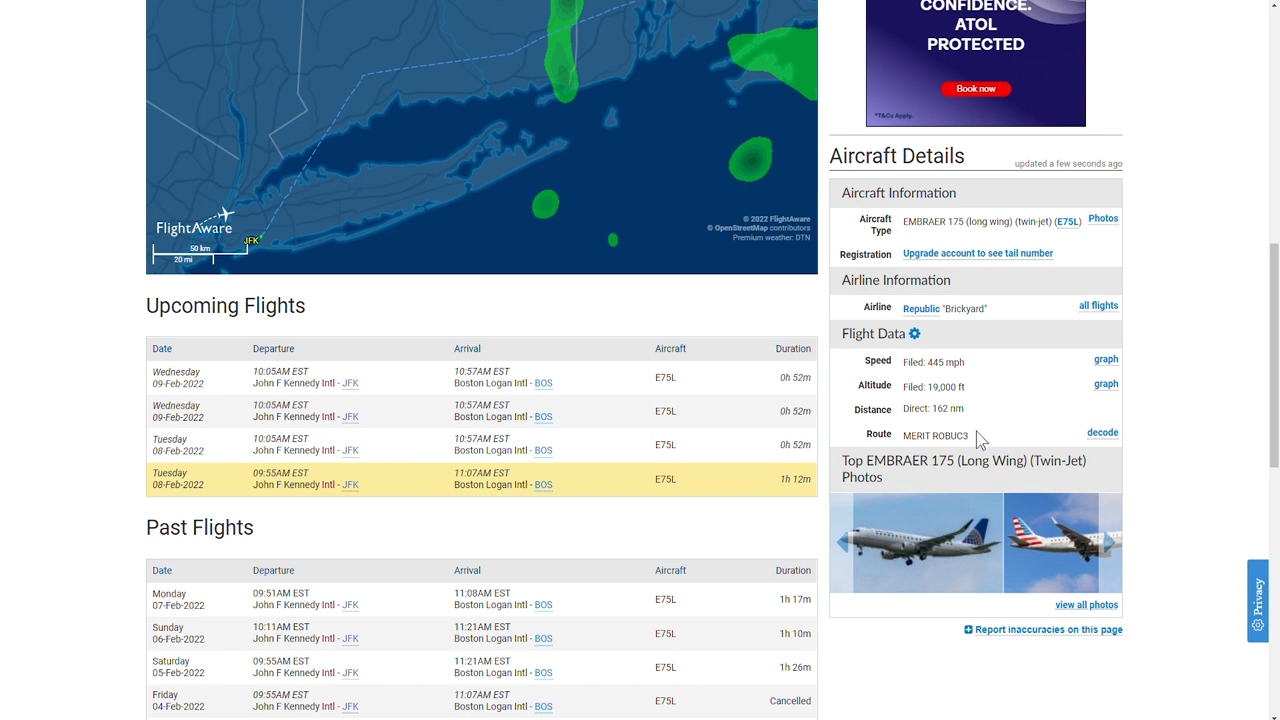 CONFIDENCE.
ATOL
PROTECTED
Book now
*T&Cs Apply.
FlightAware
JFK
50 km
20 mi
© 2022 FlightAware
© OpenStreetMap contributors
Premium weather: DTN
Upcoming Flights
Date Departure Arrival Aircraft Duration
Wednesday 10:05AM EST 10:57AM EST
09-Feb-2022 John F Kennedy Intl - JFK Boston Logan Intl - BOS E75L 0h 52m
Wednesday 10:05AM EST 10:57AM EST
09-Feb-2022 John F Kennedy Intl - JFK Boston Logan Intl - BOS E75L 0h 52m
Tuesday 10:05AM EST 10:57AM EST
08-Feb-2022 John F Kennedy Intl - JFK Boston Logan Intl - BOS E75L 0h 52m
Tuesday 09:55AM EST 11:07AM EST
08-Feb-2022 John F Kennedy Intl - JFK Boston Logan Intl - BOS E75L 1h 12m
Past Flights
Date Departure Arrival Aircraft Duration
Monday 09:51AM EST 11:08AM EST
07-Feb-2022 John F Kennedy Intl - JFK Boston Logan Intl - BOS E75L 1h 17m
Sunday 10:11AM EST 11:21AM EST
06-Feb-2022 John F Kennedy Intl - JFK Boston Logan Intl - BOS E75L 1h 10m
Saturday 09:55AM EST 11:21AM EST
05-Feb-2022 John F Kennedy Intl - JFK Boston Logan Intl - BOS E75L 1h 26m
Friday 09:55AM EST 11:07AM EST
04-Feb-2022 John F Kennedy Intl - JFK Boston Logan Intl - BOS E75L Cancelled
Aircraft Details
updated a few seconds ago
Aircraft Information
Aircraft Type EMBRAER 175 (long wing) (twin-jet) (E75L) Photos
Registration Upgrade account to see tail number
Airline Information
Airline Republic "Brickyard" all flights
Flight Data
Speed Filed: 445 mph graph
Altitude Filed: 19,000 ft graph
Distance Direct: 162 nm
Route MERIT ROBUC3 decode
Top EMBRAER 175 (Long Wing) (Twin-Jet)
Photos
view all photos
Report inaccuracies on this page
Privacy